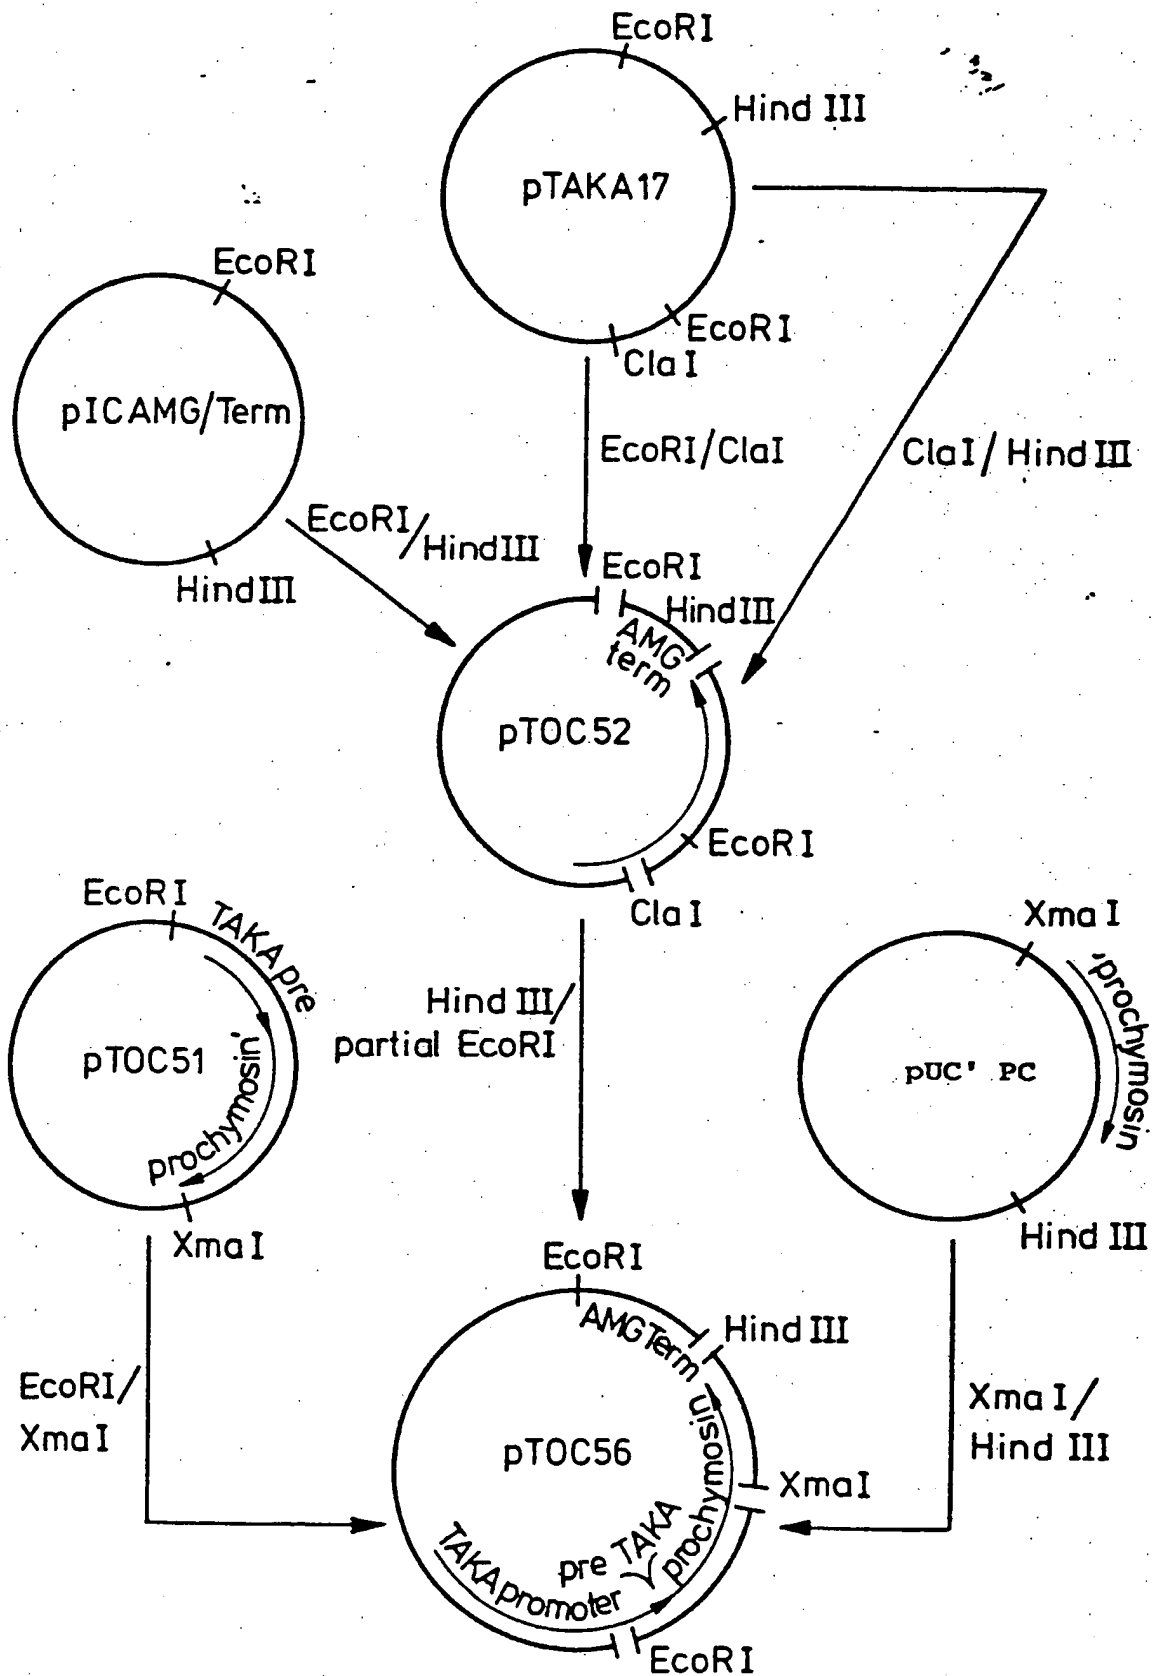 EcoRI
Hind III
pTAKA17
EcoRI
ClaI
EcoRI
pICAMG/Term
HindIII
EcoRI/ClaI
ClaI/Hind III
EcoRI/HindIII
EcoRI
HindIII
AMG
term
pTOC52
EcoRI
ClaI
EcoRI
TAKA pre
prochymosin'
pTOC51
XmaI
Hind III/
partial EcoRI
XmaI
'prochymosin
pUC' PC
Hind III
EcoRI/
XmaI
XmaI/
Hind III
EcoRI
AMG Term
Hind III
pTOC56
prochymosin
XmaI
pre TAKA
TAKA promoter
EcoRI